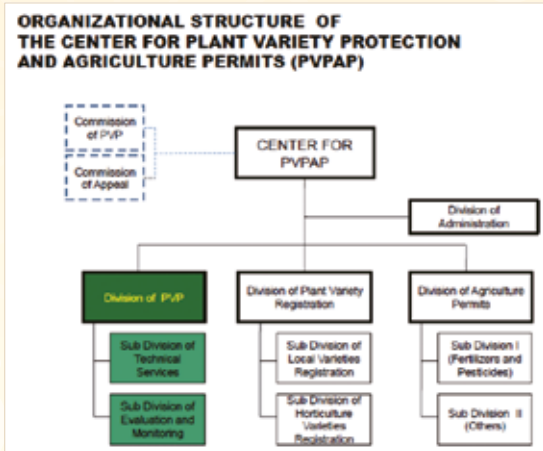 ORGANIZATIONAL STRUCTURE OF
THE CENTER FOR PLANT VARIETY PROTECTION
AND AGRICULTURE PERMITS (PVPAP)
Commission
of PVP
Commission
of Appeal
CENTER FOR
PVPAP
Division of
Administration
Division of PVP
Division of Plant Variety
Registration
Division of Agriculture
Permits
Sub Division of
Technical
Services
Sub Division of
Local Varieties
Registration
Sub Division I
(Fertilizers and
Pesticides)
Sub Division of
Evaluation and
Monitoring
Sub Division of
Horticulture
Varieties
Registration
Sub Division II
(Others)